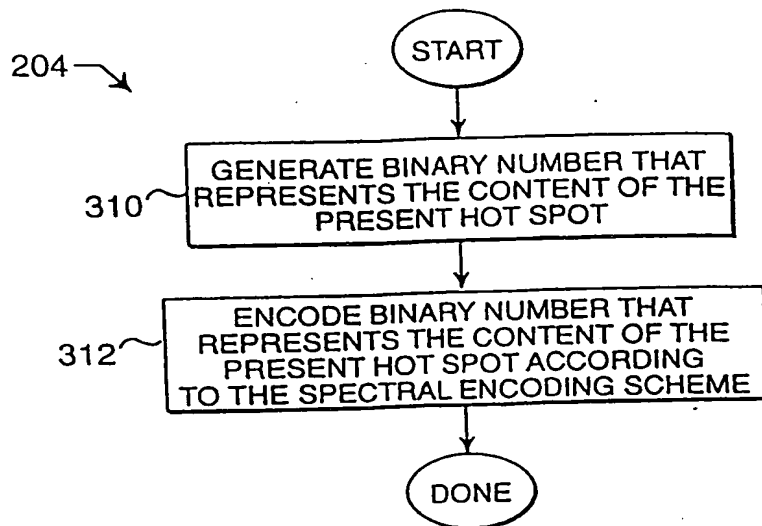 START
204
GENERATE BINARY NUMBER THAT
REPRESENTS THE CONTENT OF THE
PRESENT HOT SPOT
310
ENCODE BINARY NUMBER THAT
REPRESENTS THE CONTENT OF THE
PRESENT HOT SPOT ACCORDING
TO THE SPECTRAL ENCODING SCHEME
312
DONE